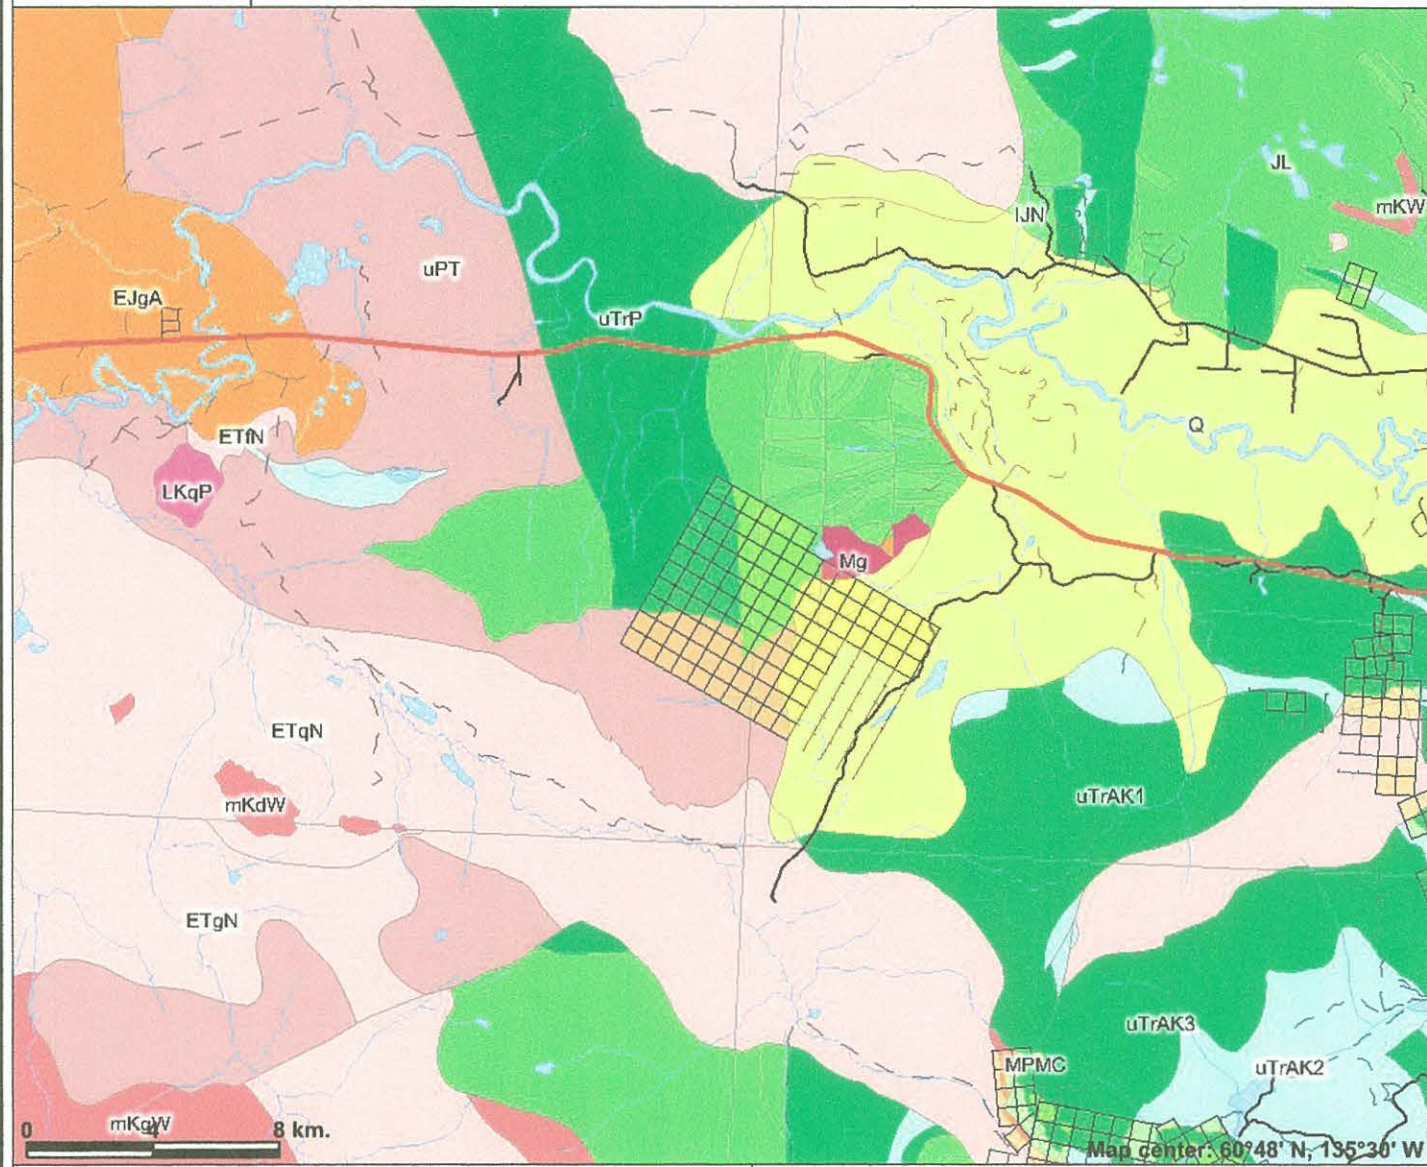 JL
mKW
IJN
uPT
EJgA
uTrP
Q
ETfN
LKqP
Mg
ETqN
uTrAK1
mKdW
ETgN
uTrAK3
MPMC
uTrAK2
mKgW
0 4 8 km.
Map center: 60°48' N, 135°30' W